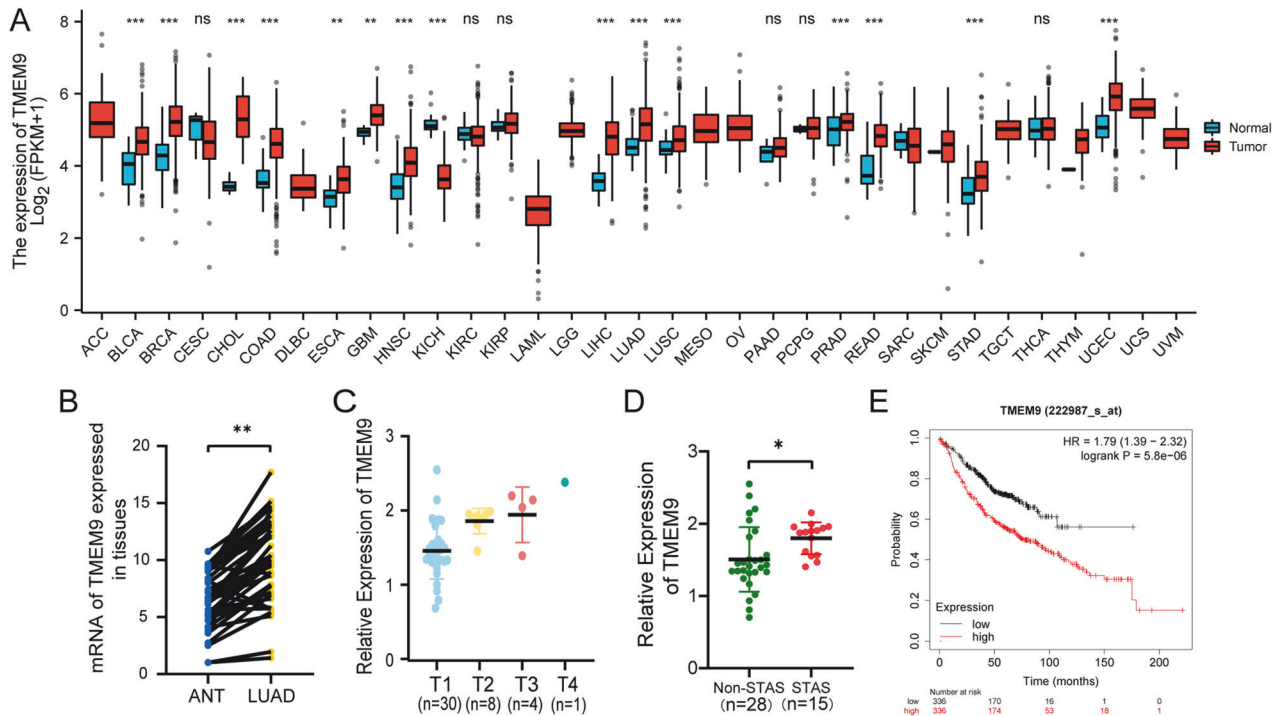 A
*** *** ns *** *** ** ** *** *** ns ns *** *** *** ns ns *** *** *** ns ***
The expression of TMEM9
Log2 (FPKM+1)
8
6
4
2
0
Normal
Tumor
ACC BLCA BRCA CESC CHOL COAD DLBC ESCA GBM HNSC KICH KIRC KIRP LAML LGG LIHC LUAD LUSC MESO OV PAAD PCPG PRAD READ SARC SKCM STAD TGCT THCA THYM UCEC UCS UVM
B
**
mRNA of TMEM9 expressed
in tissues
20
15
10
5
0
ANT LUAD
C
Relative Expression of TMEM9
3
2
1
0
T1 T2 T3 T4
(n=30) (n=8) (n=4) (n=1)
D
*
Relative Expression
of TMEM9
3
2
1
0
Non-STAS STAS
(n=28) (n=15)
E
TMEM9 (222987_s_at)
HR = 1.79 (1.39 − 2.32)
logrank P = 5.8e−06
Probability
1.0
0.8
0.6
0.4
0.2
0.0
Expression
low
high
0 50 100 150 200
Time (months)
Number at risk
low 336 170 16 1 0
high 336 174 53 18 1